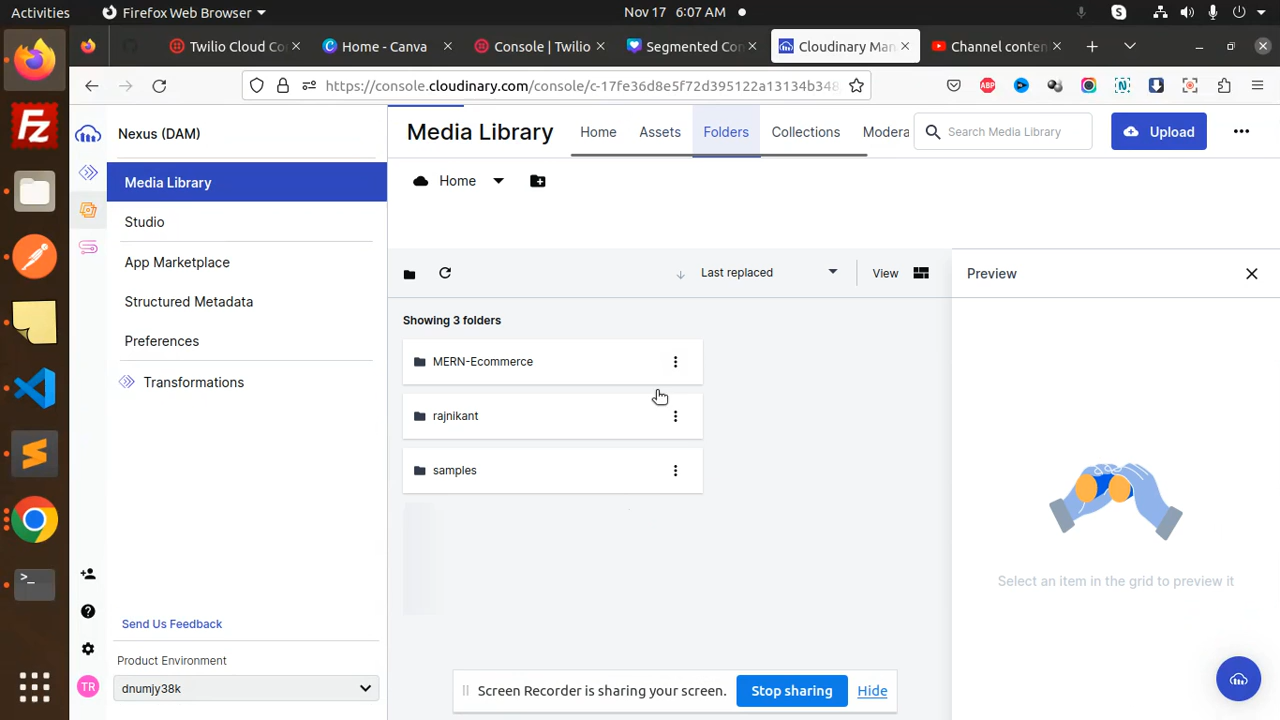 Activities
Firefox Web Browser
Nov 17 6:07 AM
Twilio Cloud Co
Home - Canva
Console | Twilio
Segmented Co
Cloudinary Man
Channel conten
https://console.cloudinary.com/console/c-17fe36d8e5f72d395122a13134b348
ABP
Nexus (DAM)
Media Library
Home
Assets
Folders
Collections
Modera
Search Media Library
Upload
Media Library
Home
Studio
App Marketplace
Last replaced
View
Preview
Structured Metadata
Showing 3 folders
Preferences
MERN-Ecommerce
Transformations
rajnikant
samples
Select an item in the grid to preview it
Send Us Feedback
Product Environment
TR
dnumjy38k
Screen Recorder is sharing your screen.
Stop sharing
Hide